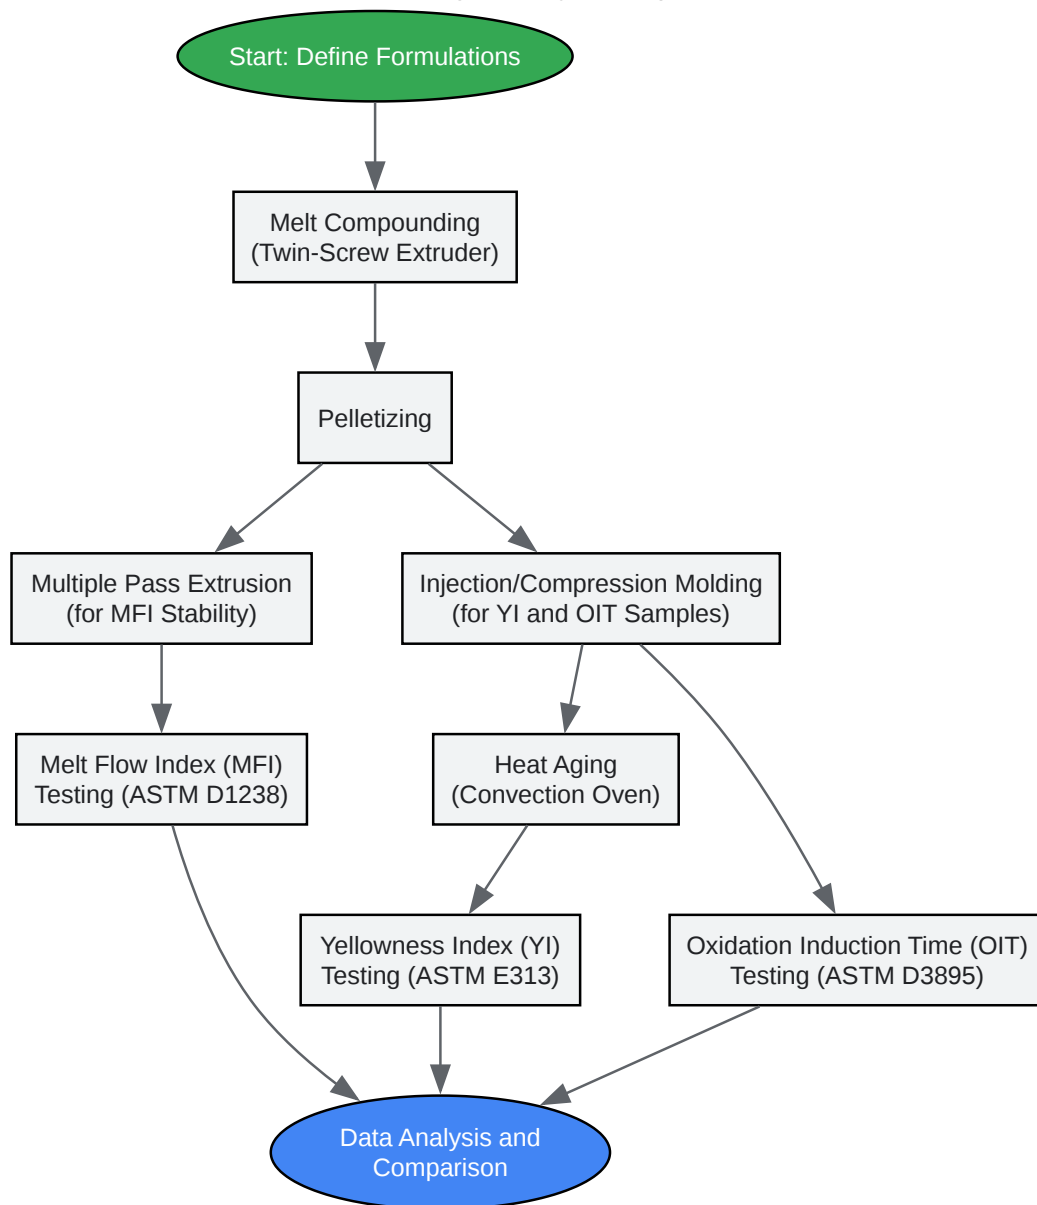 Start: Define Formulations
Melt Compounding
(Twin-Screw Extruder)
Pelletizing
Multiple Pass Extrusion
(for MFI Stability)
Injection/Compression Molding
(for YI and OIT Samples)
Melt Flow Index (MFI)
Testing (ASTM D1238)
Heat Aging
(Convection Oven)
Yellowness Index (YI)
Testing (ASTM E313)
Oxidation Induction Time (OIT)
Testing (ASTM D3895)
Data Analysis and
Comparison